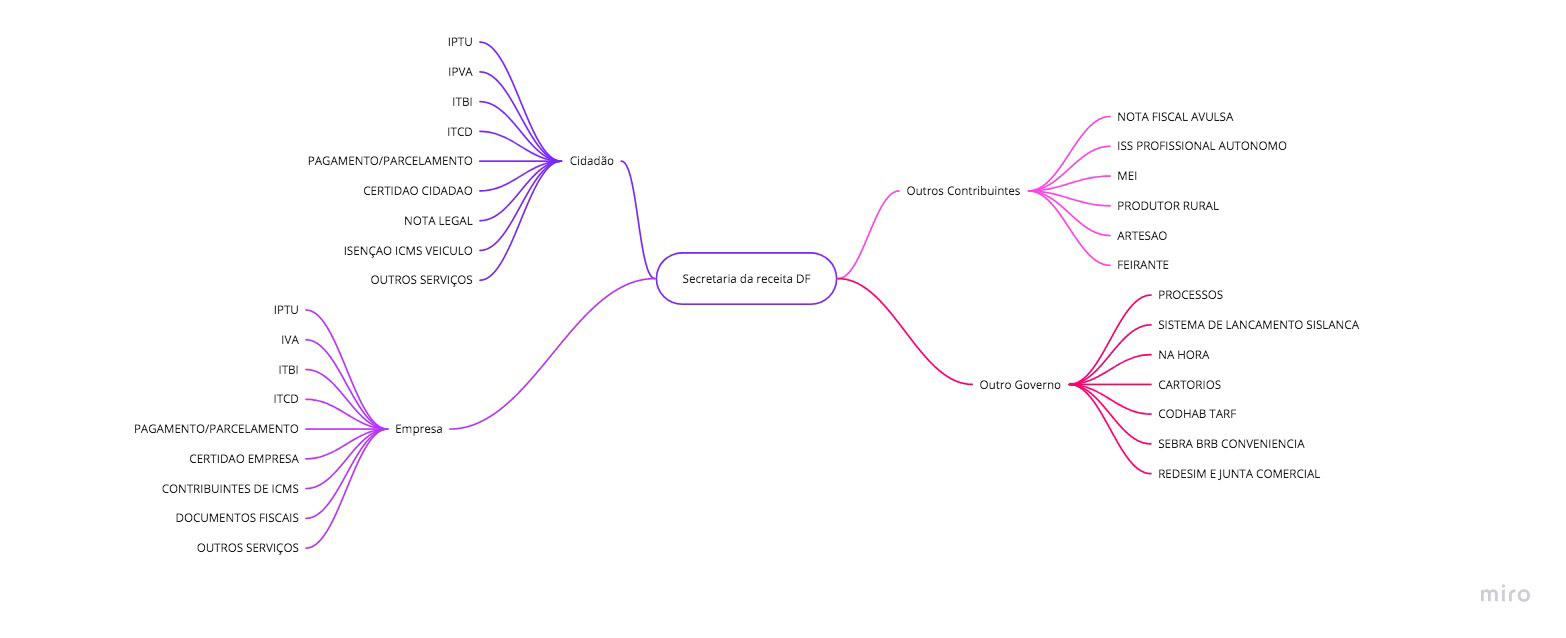 Secretaria da receita DF
Cidadão
IPTU
IPVA
ITBI
ITCD
PAGAMENTO/PARCELAMENTO
CERTIDAO CIDADAO
NOTA LEGAL
ISENÇAO ICMS VEICULO
OUTROS SERVIÇOS
Empresa
IPTU
IVA
ITBI
ITCD
PAGAMENTO/PARCELAMENTO
CERTIDAO EMPRESA
CONTRIBUINTES DE ICMS
DOCUMENTOS FISCAIS
OUTROS SERVIÇOS
Outros Contribuintes
NOTA FISCAL AVULSA
ISS PROFISSIONAL AUTONOMO
MEI
PRODUTOR RURAL
ARTESAO
FEIRANTE
Outro Governo
PROCESSOS
SISTEMA DE LANCAMENTO SISLANCA
NA HORA
CARTORIOS
CODHAB TARF
SEBRA BRB CONVENIENCIA
REDESIM E JUNTA COMERCIAL
miro